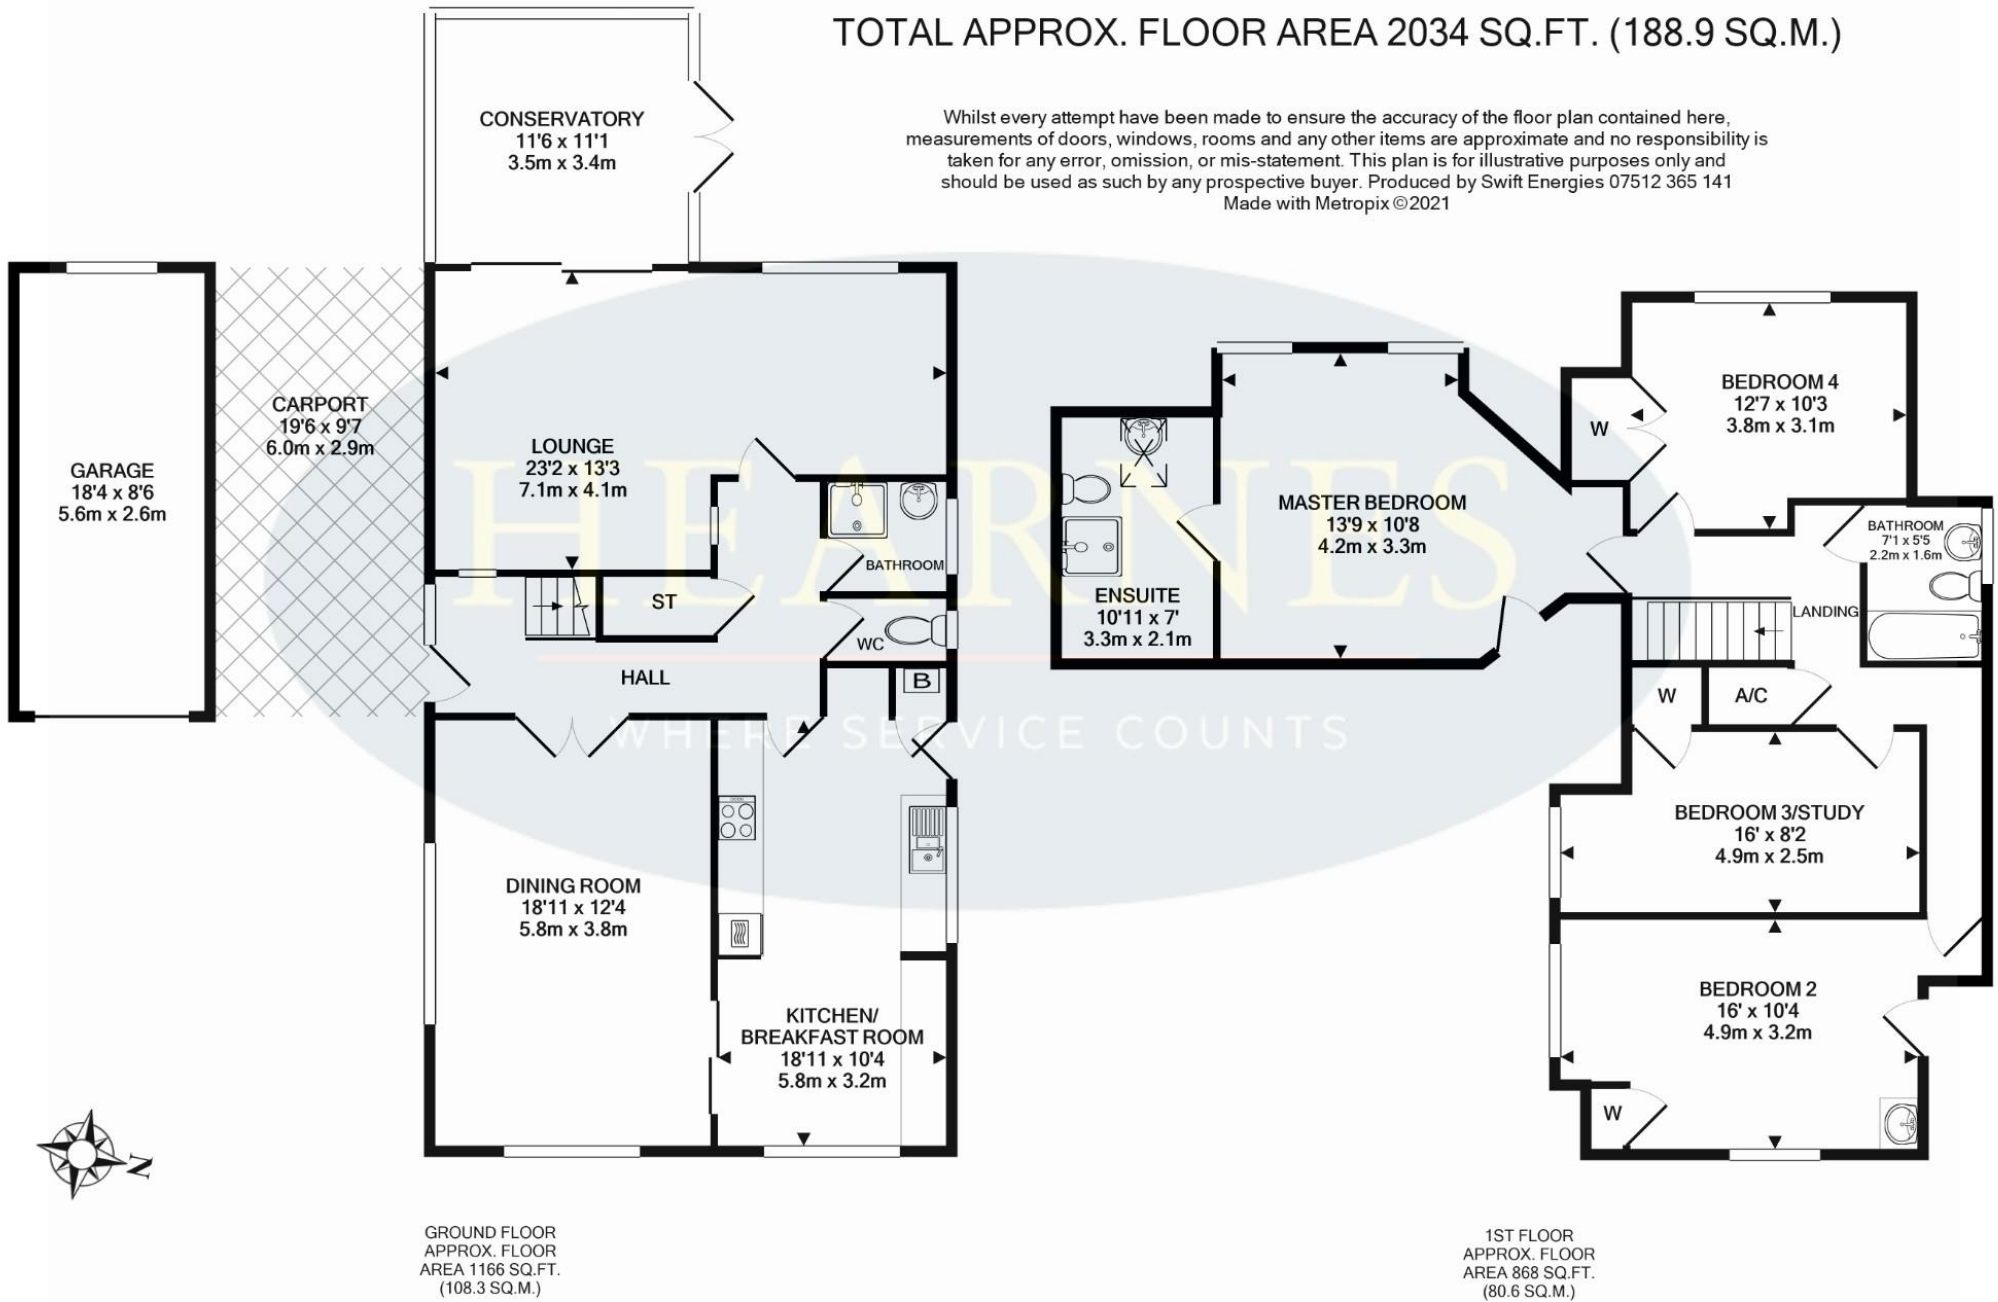 TOTAL APPROX. FLOOR AREA 2034 SQ.FT. (188.9 SQ.M.)
Whilst every attempt have been made to ensure the accuracy of the floor plan contained here,
measurements of doors, windows, rooms and any other items are approximate and no responsibility is
taken for any error, omission, or mis-statement. This plan is for illustrative purposes only and
should be used as such by any prospective buyer. Produced by Swift Energies 07512 365 141
Made with Metropix ©2021
CONSERVATORY
11'6 x 11'1
3.5m x 3.4m
GARAGE
18'4 x 8'6
5.6m x 2.6m
CARPORT
19'6 x 9'7
6.0m x 2.9m
LOUNGE
23'2 x 13'3
7.1m x 4.1m
BATHROOM
ST
WC
HALL
B
DINING ROOM
18'11 x 12'4
5.8m x 3.8m
KITCHEN/
BREAKFAST ROOM
18'11 x 10'4
5.8m x 3.2m
HEARNES
WHERE SERVICE COUNTS
ENSUITE
10'11 x 7'
3.3m x 2.1m
MASTER BEDROOM
13'9 x 10'8
4.2m x 3.3m
W
BEDROOM 4
12'7 x 10'3
3.8m x 3.1m
BATHROOM
7'1 x 5'5
2.2m x 1.6m
LANDING
W
A/C
BEDROOM 3/STUDY
16' x 8'2
4.9m x 2.5m
BEDROOM 2
16' x 10'4
4.9m x 3.2m
W
N
GROUND FLOOR
APPROX. FLOOR
AREA 1166 SQ.FT.
(108.3 SQ.M.)
1ST FLOOR
APPROX. FLOOR
AREA 868 SQ.FT.
(80.6 SQ.M.)